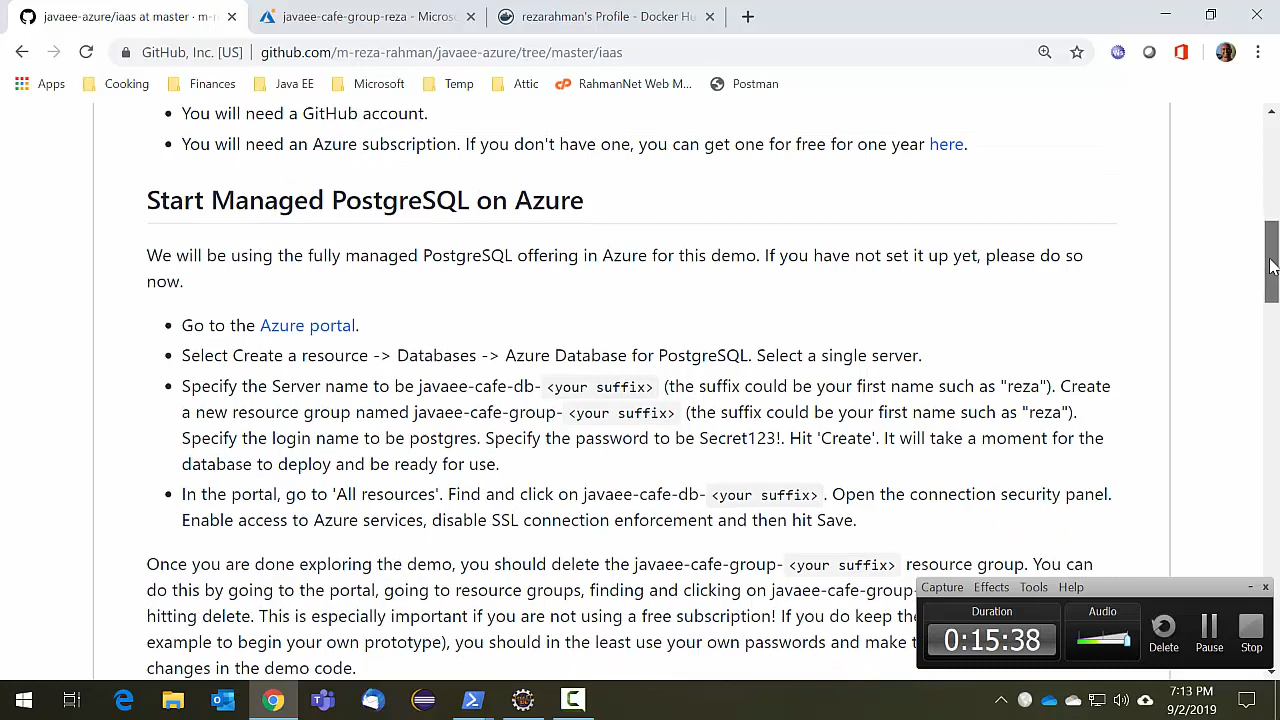 javaee-azure/iaas at master · m-r
javaee-cafe-group-reza - Micros
rezarahman's Profile - Docker Hu
GitHub, Inc. [US]
github.com/m-reza-rahman/javaee-azure/tree/master/iaas
Apps
Cooking
Finances
Java EE
Microsoft
Tomp
Attic
RahmanNet Web M...
Postman
You will need a GitHub account.
You will need an Azure subscription. If you don't have one, you can get one for free for one year here.
Start Managed PostgreSQL on Azure
We will be using the fully managed PostgreSQL offering in Azure for this demo. If you have not set it up yet, please do so
now.
Go to the Azure portal.
Select Create a resource -> Databases -> Azure Database for PostgreSQL. Select a single server.
Specify the Server name to be javaee-cafe-db- <your suffix> (the suffix could be your first name such as "reza"). Create
a new resource group named javaee-cafe-group- <your suffix> (the suffix could be your first name such as "reza").
Specify the login name to be postgres. Specify the password to be Secret123!. Hit 'Create'. It will take a moment for the
database to deploy and be ready for use.
In the portal, go to 'All resources'. Find and click on javaee-cafe-db- <your suffix> . Open the connection security panel.
Enable access to Azure services, disable SSL connection enforcement and then hit Save.
Once you are done exploring the demo, you should delete the javaee-cafe-group- <your suffix> resource group. You can
do this by going to the portal, going to resource groups, finding and clicking on javaee-cafe-group-
hitting delete. This is especially important if you are not using a free subscription! If you do keep the
example to begin your own prototype), you should in the least use your own passwords and make
changes in the demo code.
Capture Effects Tools Help
Duration
Audio
0:15:38
Delete
Pause
Stop
7:13 PM
9/2/2019